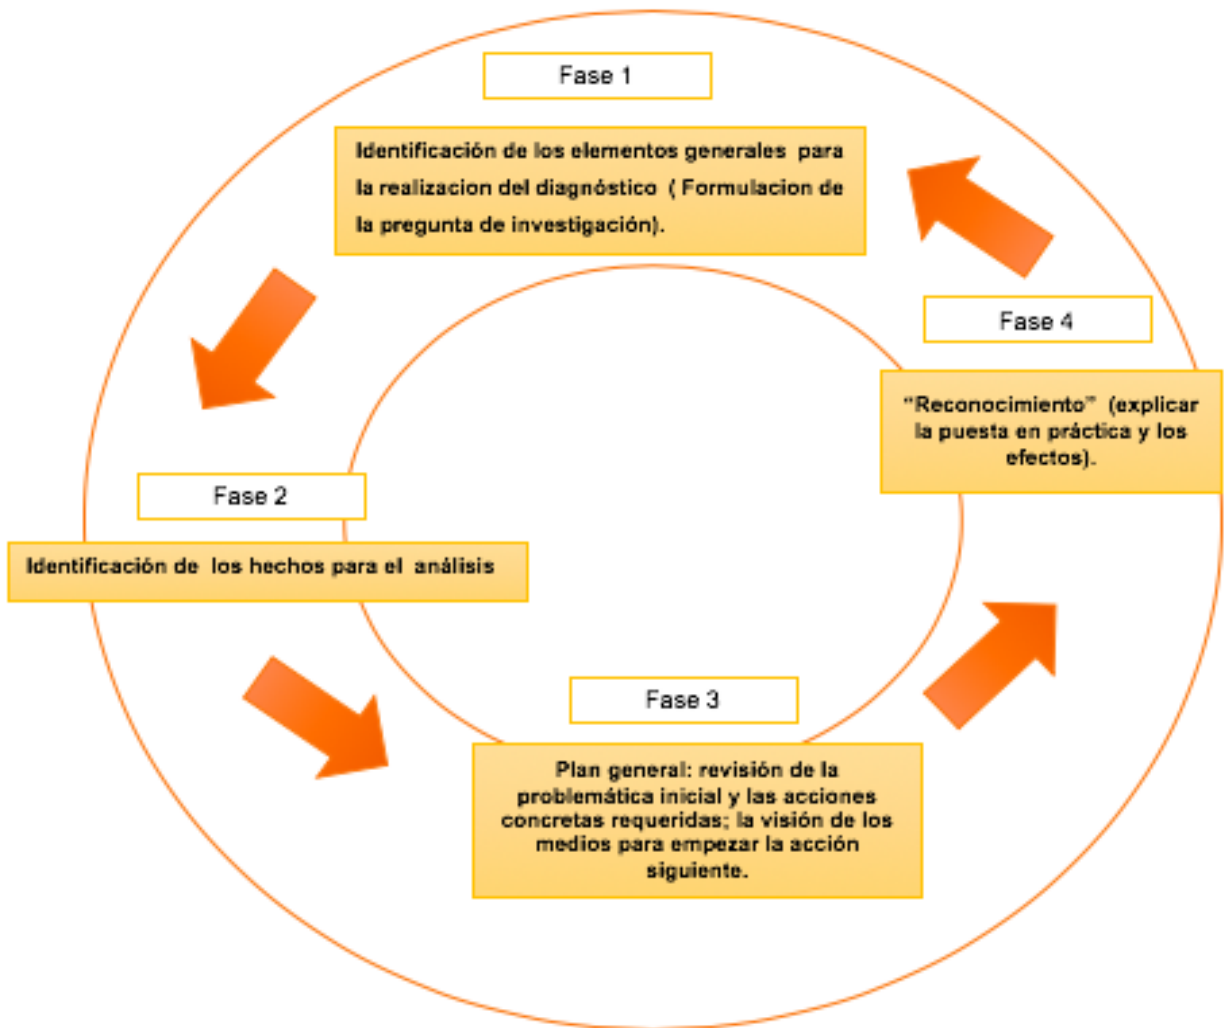 Fase 1
Identificación de los elementos generales para
la realizacion del diagnóstico ( Formulacion de
la pregunta de investigación).
Fase 2
Identificación de los hechos para el análisis
Fase 3
Plan general: revisión de la
problemática inicial y las acciones
concretas requeridas; la visión de los
medios para empezar la acción
siguiente.
Fase 4
“Reconocimiento” (explicar
la puesta en práctica y los
efectos).